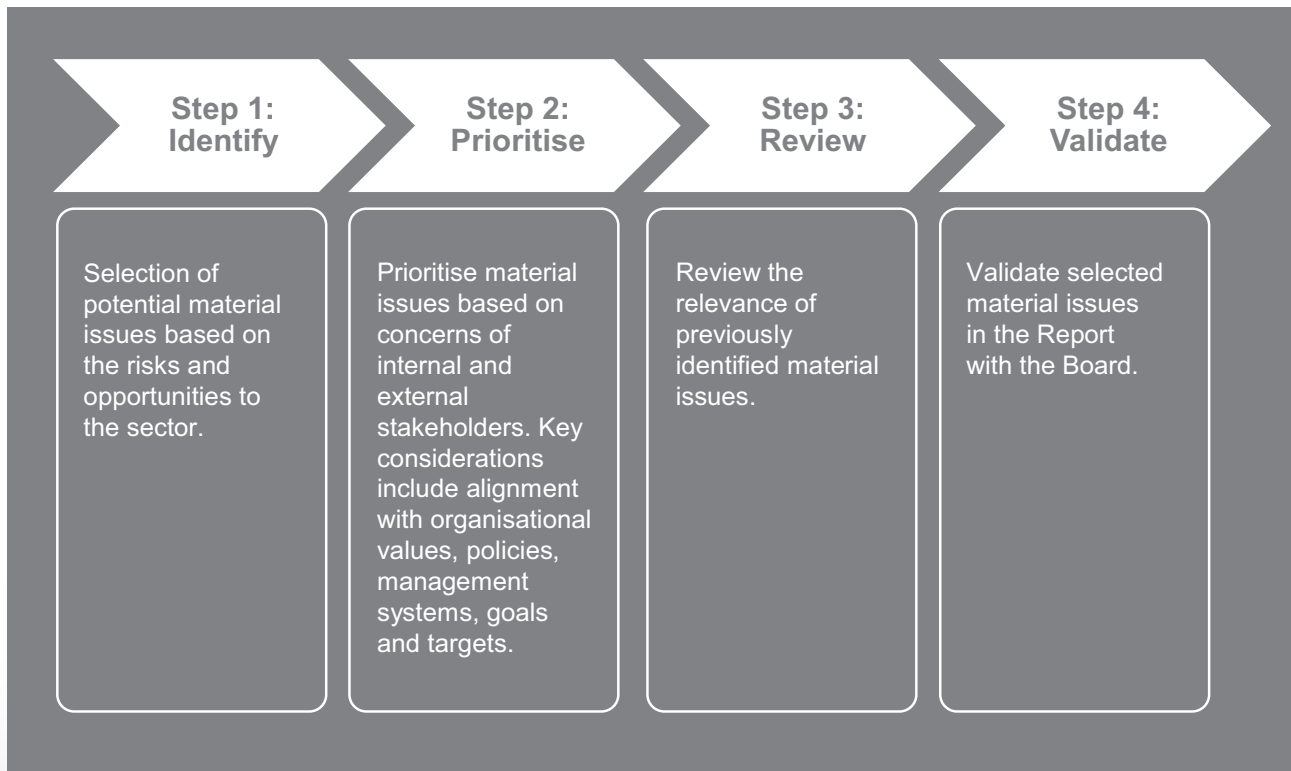 Step 1:
Identify
Step 2:
Prioritise
Step 3:
Review
Step 4:
Validate
Selection of
potential material
issues based on
the risks and
opportunities to
the sector.
Prioritise material
issues based on
concerns of
internal and
external
stakeholders. Key
considerations
include alignment
with organisational
values, policies,
management
systems, goals
and targets.
Review the
relevance of
previously
identified material
issues.
Validate selected
material issues
in the Report
with the Board.